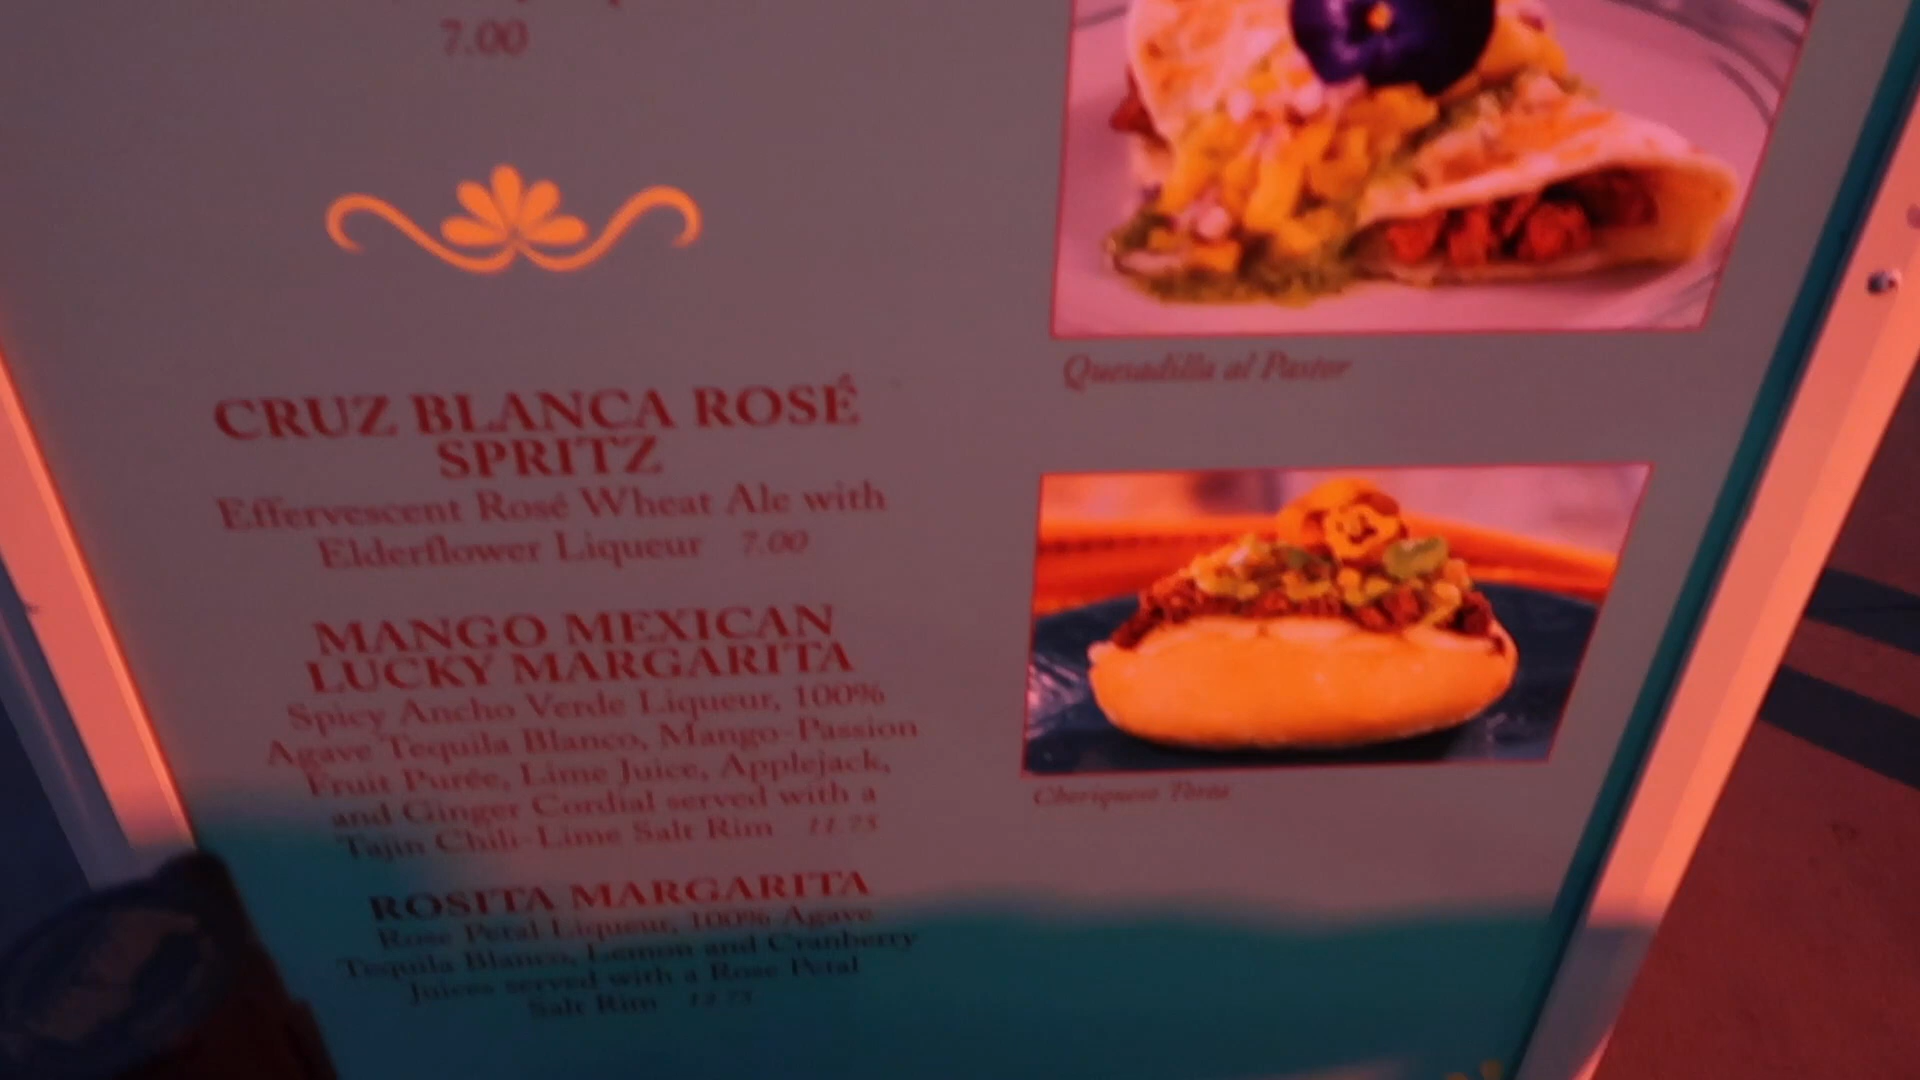 7.00
CRUZ BLANCA ROSÉ
SPRITZ
Effervescent Rosé Wheat Ale with
Elderflower Liqueur 7.00
MANGO MEXICAN
LUCKY MARGARITA
Spicy Ancho Verde Liqueur, 100%
Agave Tequila Blanco, Mango-Passion
Fruit Purée, Lime Juice, Applejack,
and Ginger Cordial served with a
Tajin Chili-Lime Salt Rim 11.75
ROSITA MARGARITA
Rose Petal Liqueur, 100% Agave
Tequila Blanco, Lemon and Cranberry
Juices served with a Rose Petal
Salt Rim
Quesadilla al Pastor